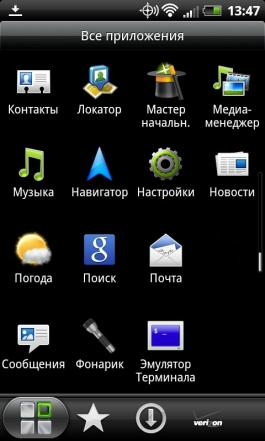 13:47
Все приложения
Контакты
Локатор
Мастер
начальн.
Медиа-
менеджер
Музыка
Навигатор
Настройки
Новости
Погода
Поиск
Почта
Сообщения
Фонарик
Эмулятор
Терминала
verizon